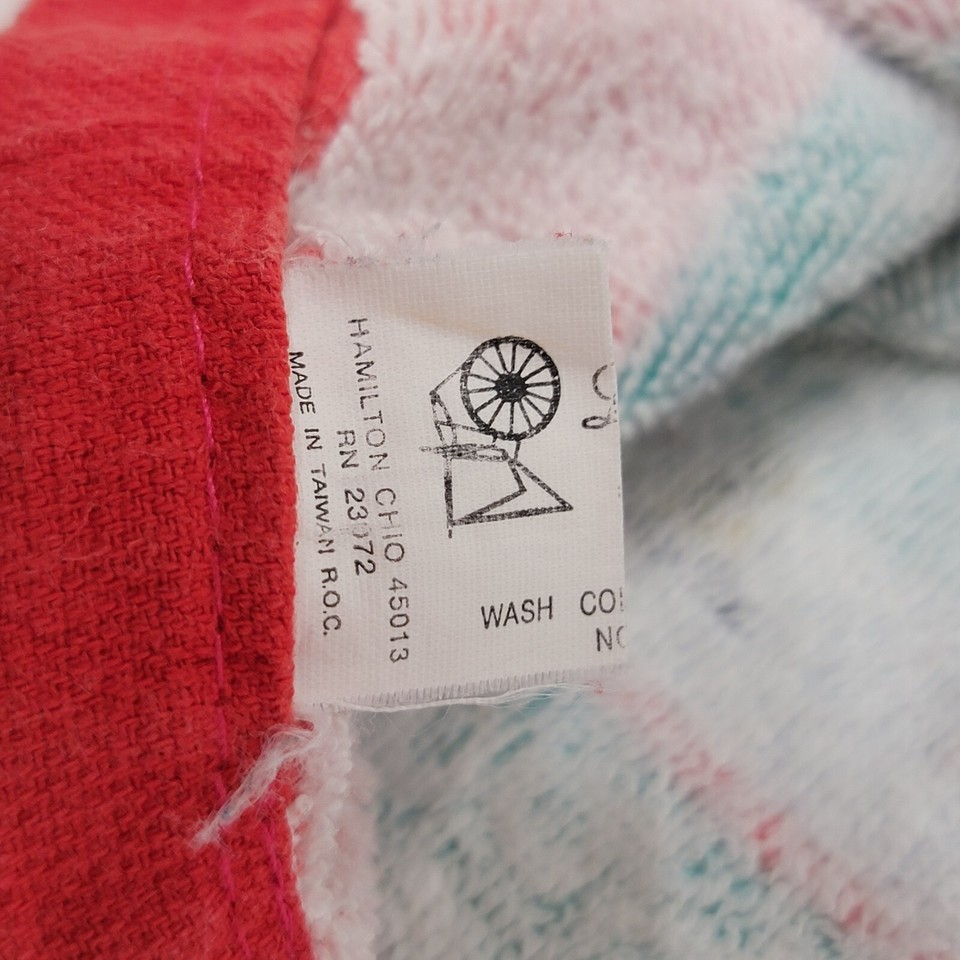 HAMILTON CHIO 45013
RN 23072
MADE IN TAIWAN R.O.C.
WASH